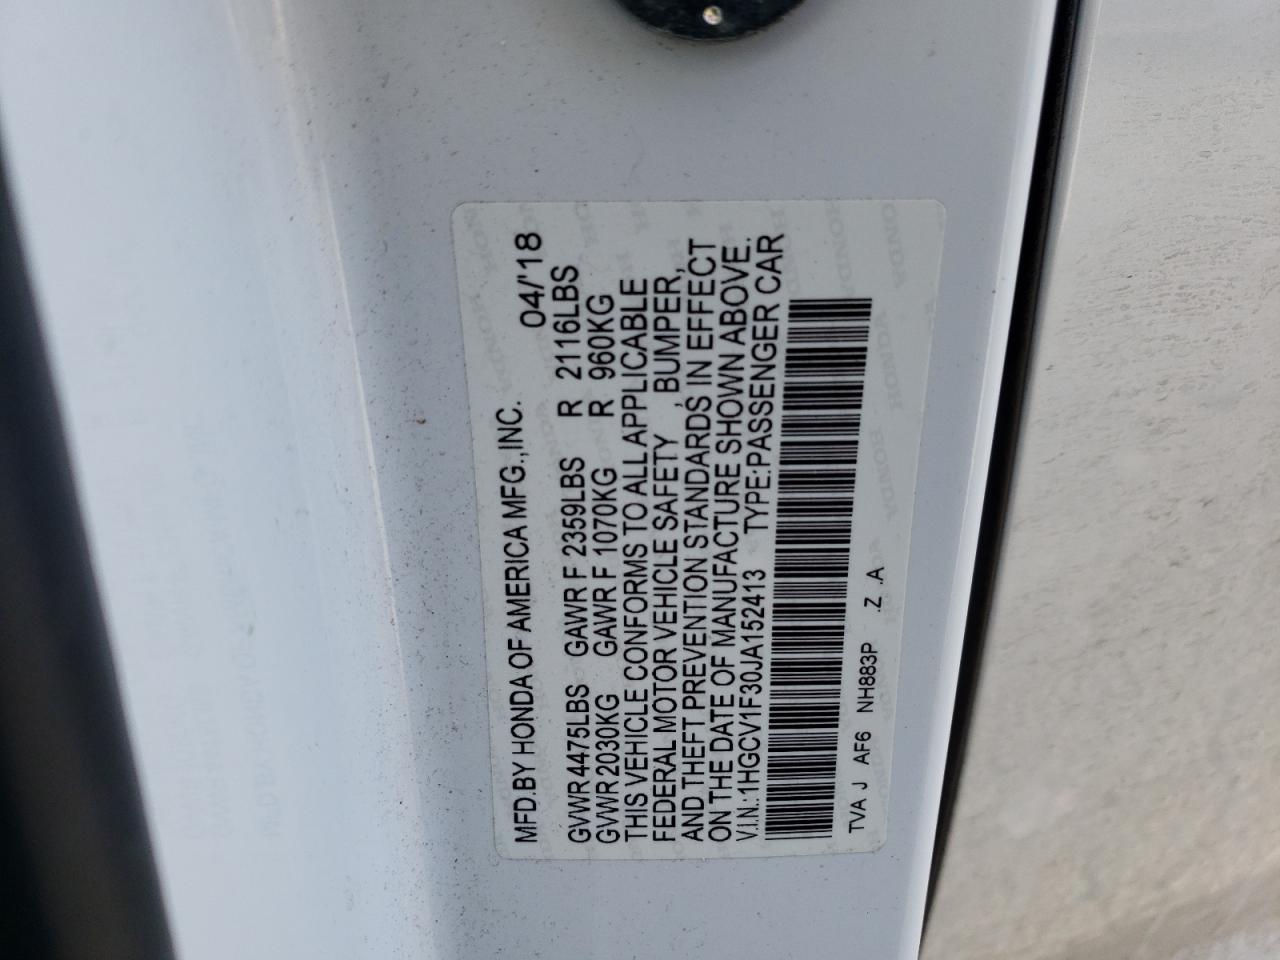 MFD.BY HONDA OF AMERICA MFG.,INC. 04/'18
GVWR 4475LBS GAWR F 2359LBS R 2116LBS
GVWR 2030KG GAWR F 1070KG R 960KG
THIS VEHICLE CONFORMS TO ALL APPLICABLE
FEDERAL MOTOR VEHICLE SAFETY , BUMPER,
AND THEFT PREVENTION STANDARDS IN EFFECT
ON THE DATE OF MANUFACTURE SHOWN ABOVE.
V.I.N.:1HGCV1F30JA152413 TYPE:PASSENGER CAR
TVA J AF6 NH883P .Z .A